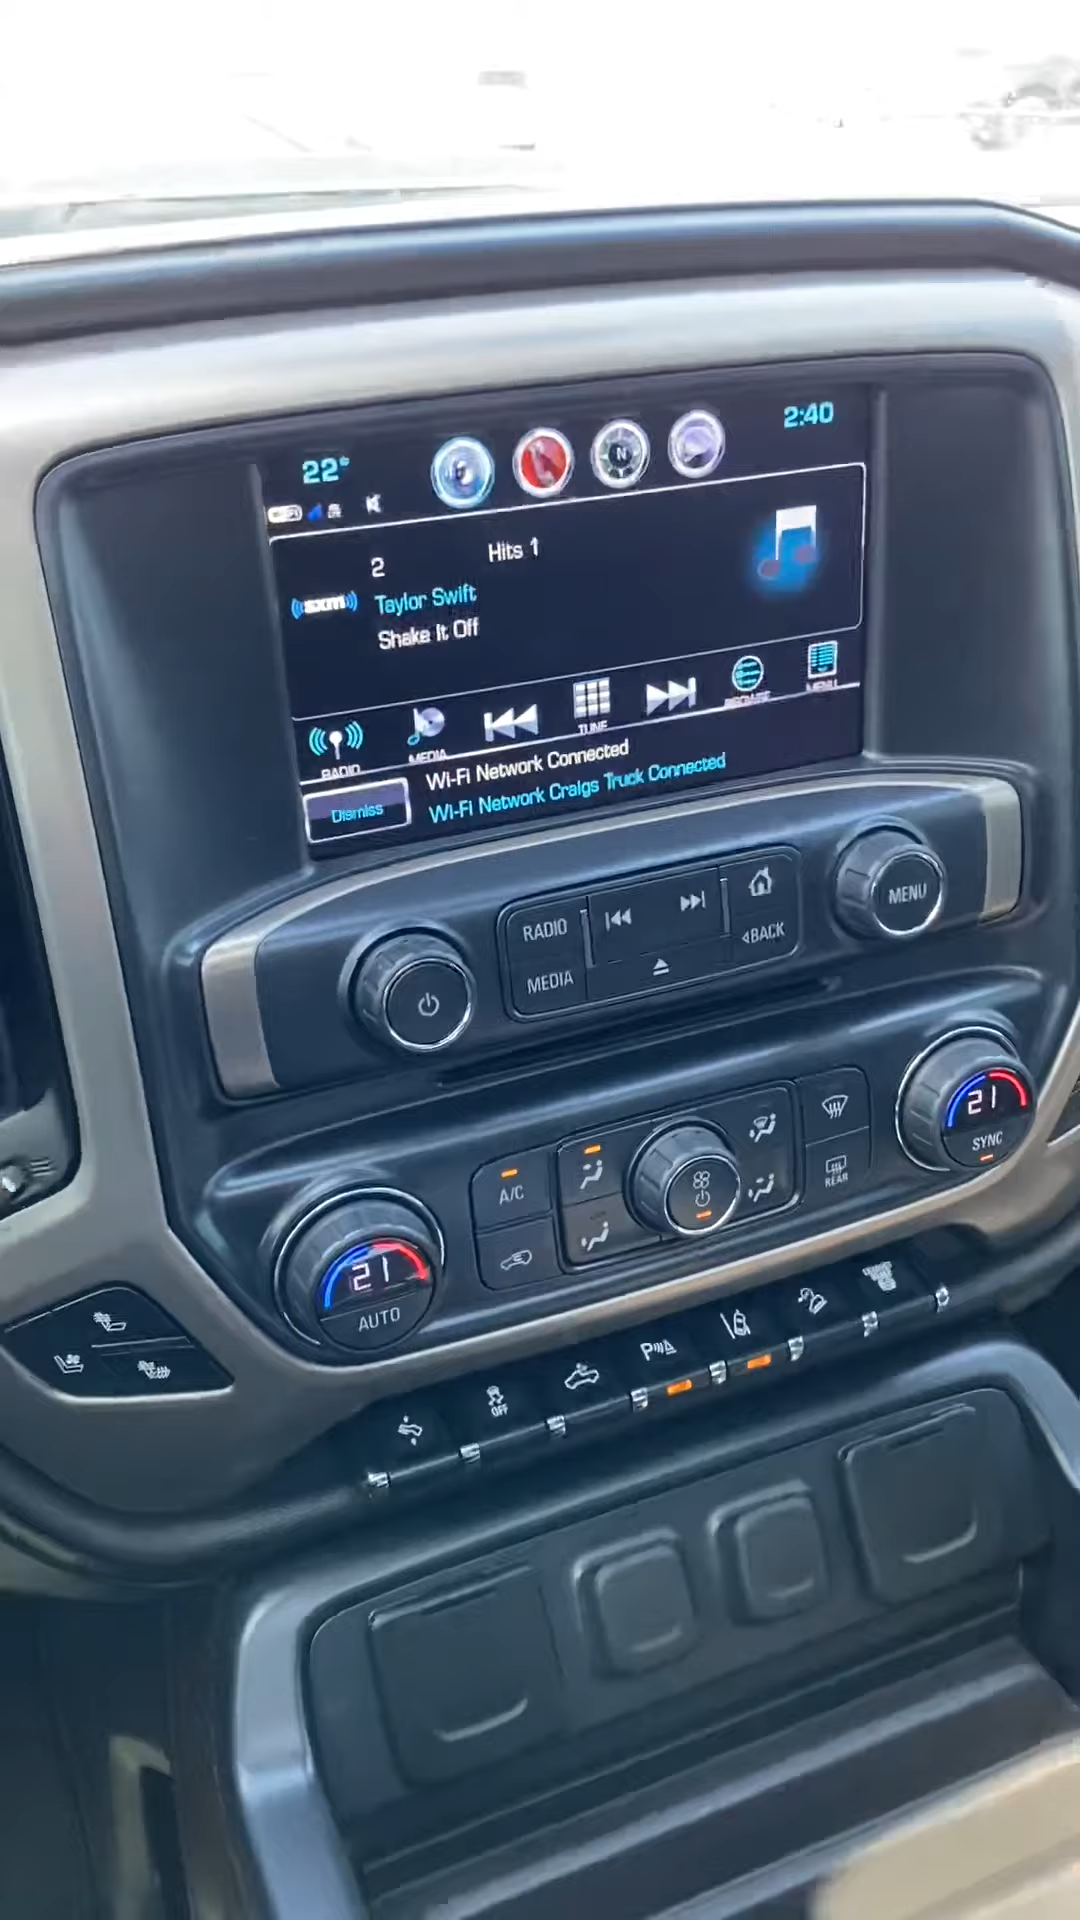 22°
N
2:40
2
Hits 1
((sxm))
Taylor Swift
Shake It Off
RADIO
MEDIA
TUNE
BROWSE
MENU
Dismiss
Wi-Fi Network Connected
Wi-Fi Network Craigs Truck Connected
RADIO
MEDIA
BACK
MENU
21
AUTO
A/C
REAR
21
SYNC
OFF
P